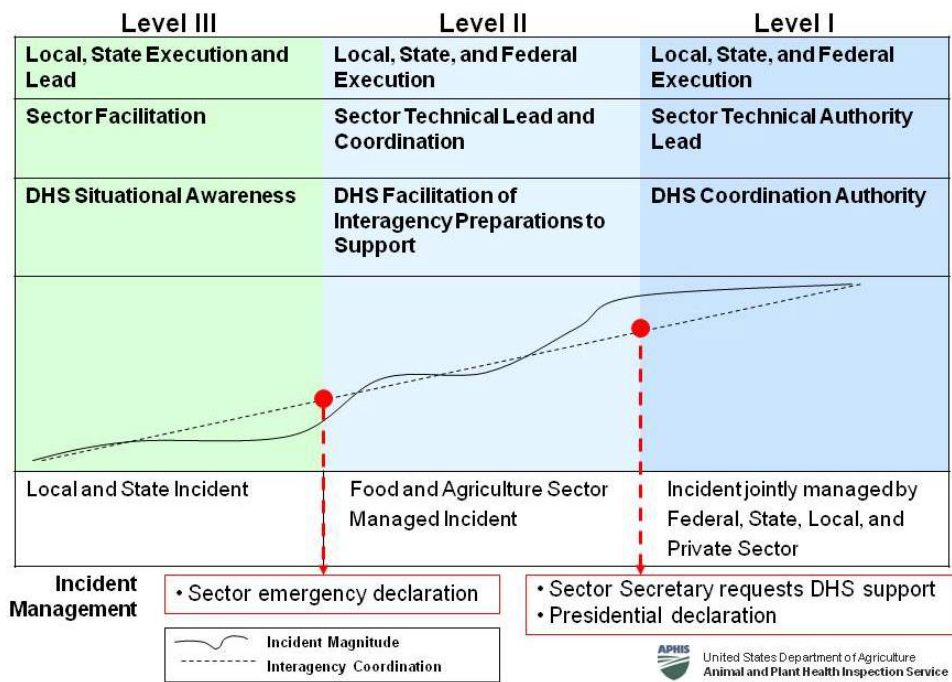 Level III
Level II
Level I
Local, State Execution and
Lead
Local, State, and Federal
Execution
Local, State, and Federal
Execution
Sector Facilitation
Sector Technical Lead and
Coordination
Sector Technical Authority
Lead
DHS Situational Awareness
DHS Facilitation of
Interagency Preparations to
Support
DHS Coordination Authority
Local and State Incident
Food and Agriculture Sector
Managed Incident
Incident jointly managed by
Federal, State, Local, and
Private Sector
Incident
Management
• Sector emergency declaration
• Sector Secretary requests DHS support
• Presidential declaration
Incident Magnitude
Interagency Coordination
APHIS
United States Department of Agriculture
Animal and Plant Health Inspection Service